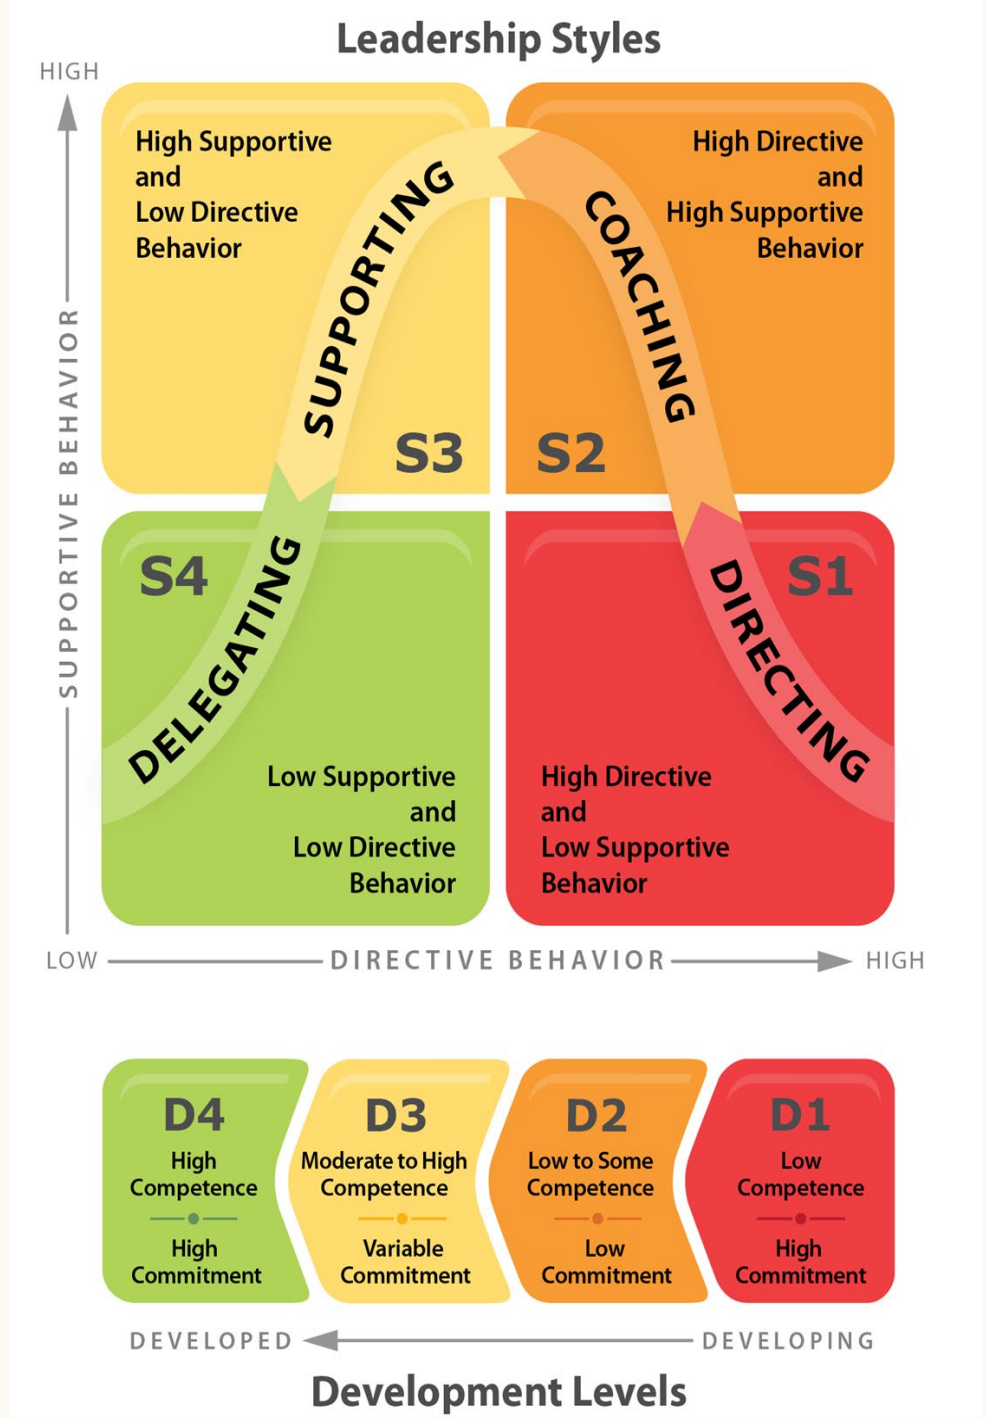 Leadership Styles
HIGH
SUPPORTIVE BEHAVIOR
High Supportive
and
Low Directive
Behavior
SUPPORTING
S3
High Directive
and
High Supportive
Behavior
COACHING
S2
S4
DELEGATING
Low Supportive
and
Low Directive
Behavior
S1
DIRECTING
High Directive
and
Low Supportive
Behavior
LOW
DIRECTIVE BEHAVIOR
HIGH
D4
High
Competence
High
Commitment
D3
Moderate to High
Competence
Variable
Commitment
D2
Low to Some
Competence
Low
Commitment
D1
Low
Competence
High
Commitment
DEVELOPED
DEVELOPING
Development Levels